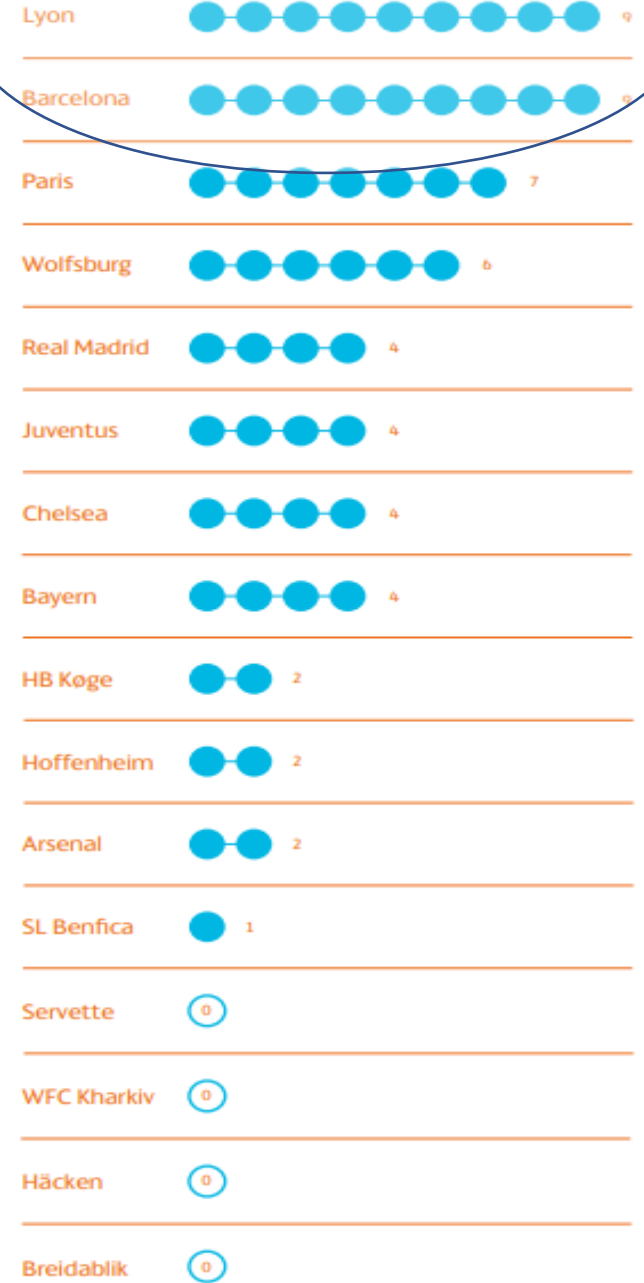 Lyon 9
Barcelona 9
Paris 7
Wolfsburg 6
Real Madrid 4
Juventus 4
Chelsea 4
Bayern 4
HB Køge 2
Hoffenheim 2
Arsenal 2
SL Benfica 1
Servette 0
WFC Kharkiv 0
Häcken 0
Breidablik 0